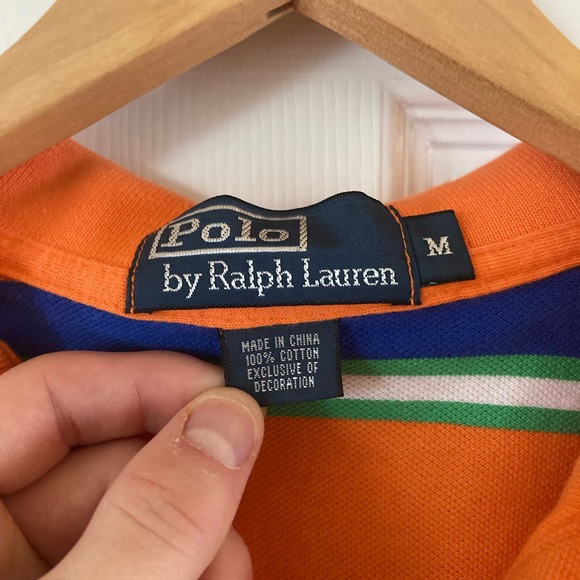 Polo
by Ralph Lauren
M
MADE IN CHINA
100% COTTON
EXCLUSIVE OF
DECORATION